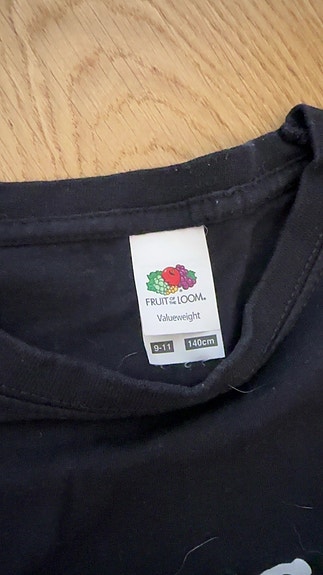 FRUIT OF THE LOOM®
Valueweight
9-11 140cm